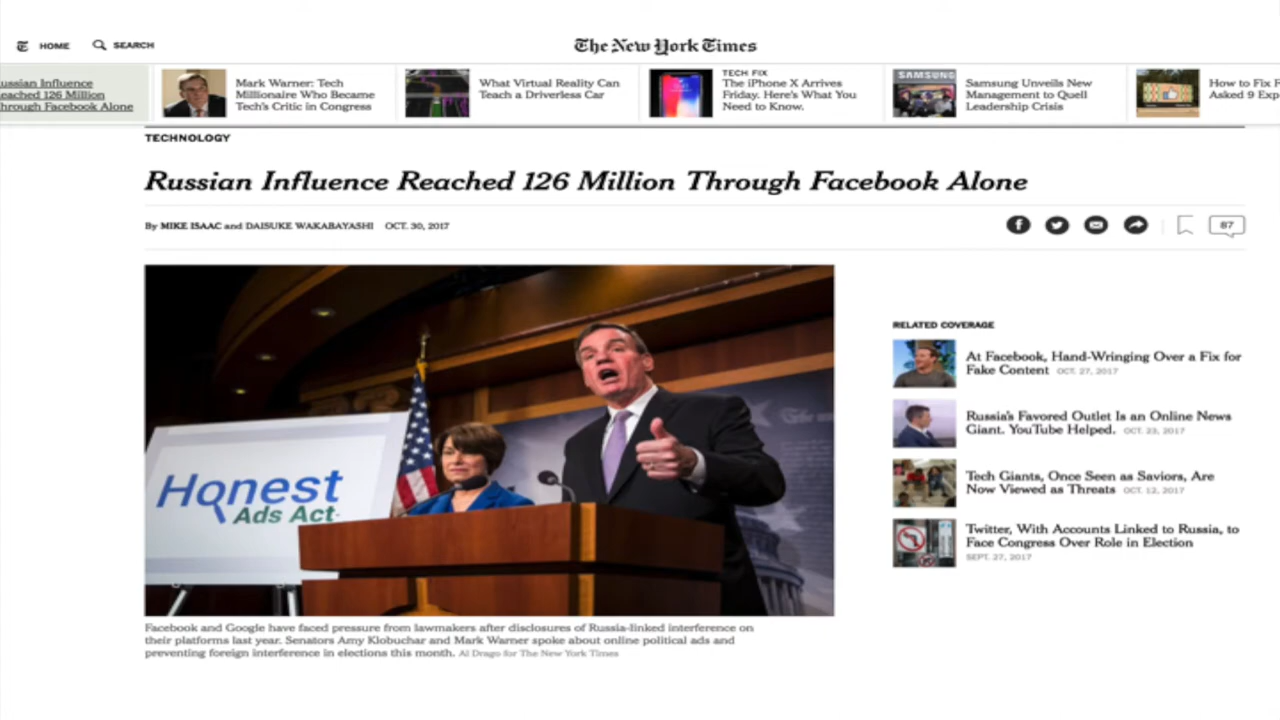 HOME
SEARCH
The New York Times
ussian Influence
eached 126 Million
hrough Facebook Alone
Mark Warner: Tech
Millionaire Who Became
Tech's Critic in Congress
What Virtual Reality Can
Teach a Driverless Car
TECH FIX
The iPhone X Arrives
Friday. Here's What You
Need to Know.
SAMSUNG
Samsung Unveils New
Management to Quell
Leadership Crisis
How to Fix F
Asked 9 Exp
TECHNOLOGY
Russian Influence Reached 126 Million Through Facebook Alone
By MIKE ISAAC and DAISUKE WAKABAYASHI OCT. 30, 2017
87
Honest
Ads Act
Facebook and Google have faced pressure from lawmakers after disclosures of Russia-linked interference on
their platforms last year. Senators Amy Klobuchar and Mark Warner spoke about online political ads and
preventing foreign interference in elections this month. Al Drago for The New York Times
RELATED COVERAGE
At Facebook, Hand-Wringing Over a Fix for
Fake Content OCT. 27, 2017
Russia's Favored Outlet Is an Online News
Giant. YouTube Helped. OCT. 23, 2017
Tech Giants, Once Seen as Saviors, Are
Now Viewed as Threats OCT. 12, 2017
Twitter, With Accounts Linked to Russia, to
Face Congress Over Role in Election
SEPT. 27, 2017